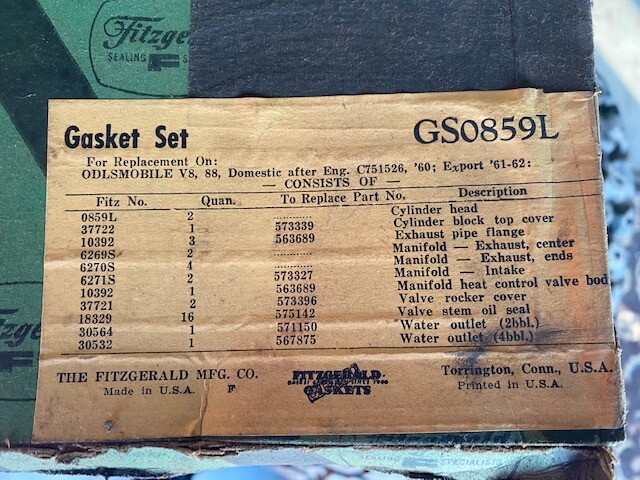 Fitzge
SEALING
Gasket Set GS0859L
For Replacement On:
ODLSMOBILE V8, 88, Domestic after Eng. C751526, '60; Export '61-62:
— CONSISTS OF
Fitz No. Quan. To Replace Part No. Description
0859L 2 ........... Cylinder head
37722 1 573339 Cylinder block top cover
10392 3 563689 Exhaust pipe flange
6269S 2 ........... Manifold — Exhaust, center
6270S 4 ........... Manifold — Exhaust, ends
6271S 2 573327 Manifold — Intake
10392 1 563689 Manifold heat control valve bod
37721 2 573396 Valve rocker cover
18329 16 575142 Valve stem oil seal
30564 1 571150 Water outlet (2bbl.)
30532 1 567875 Water outlet (4bbl.)
THE FITZGERALD MFG. CO. FITZGERALD Torrington, Conn., U.S.A.
Made in U.S.A. F GASKETS Printed in U.S.A.
SPECIALIS